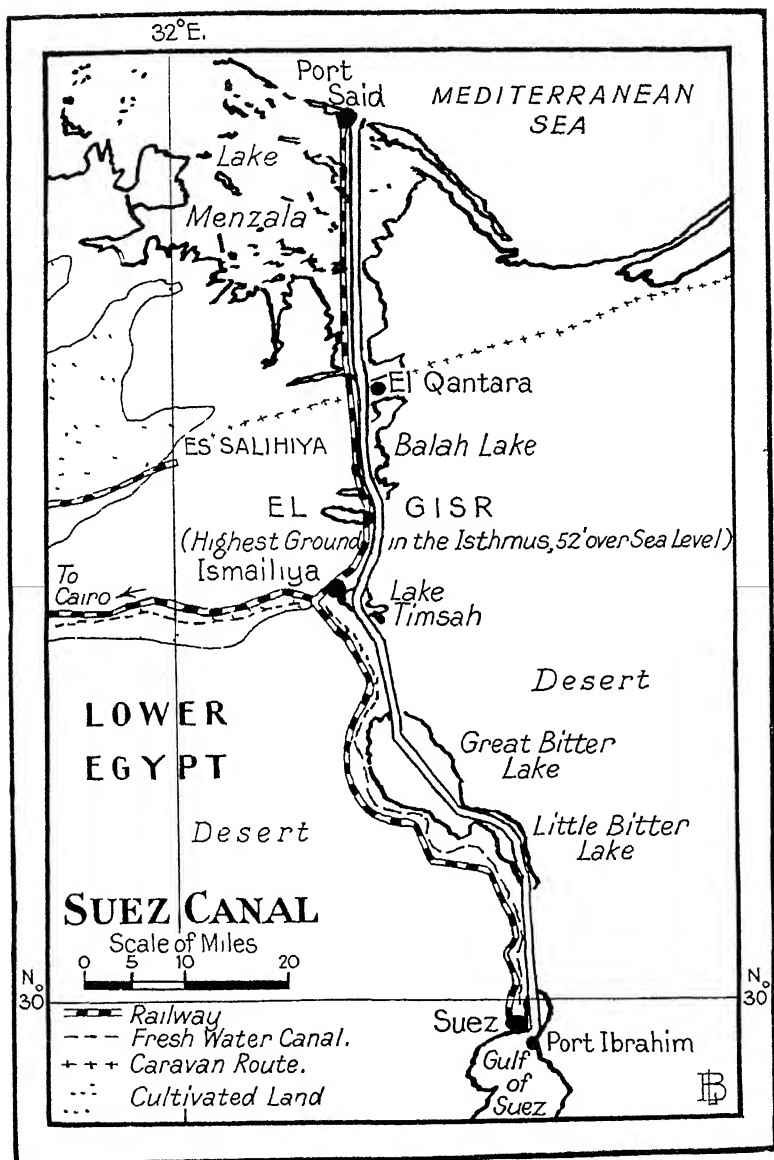 32°E.
Port
Said
MEDITERRANEAN
SEA
Lake
Menzala
El Qantara
ES SALIHIYA
Balah Lake
EL GISR
(Highest Ground in the Isthmus, 52' over Sea Level)
To
Cairo
Ismailiya
Lake
Timsah
Desert
LOWER
EGYPT
Great Bitter
Lake
Desert
Little Bitter
Lake
SUEZ CANAL
Scale of Miles
0 5 10 20
N.
30°
N.
30°
Railway
Fresh Water Canal.
Caravan Route.
Cultivated Land
Suez
Port Ibrahim
Gulf
of
Suez